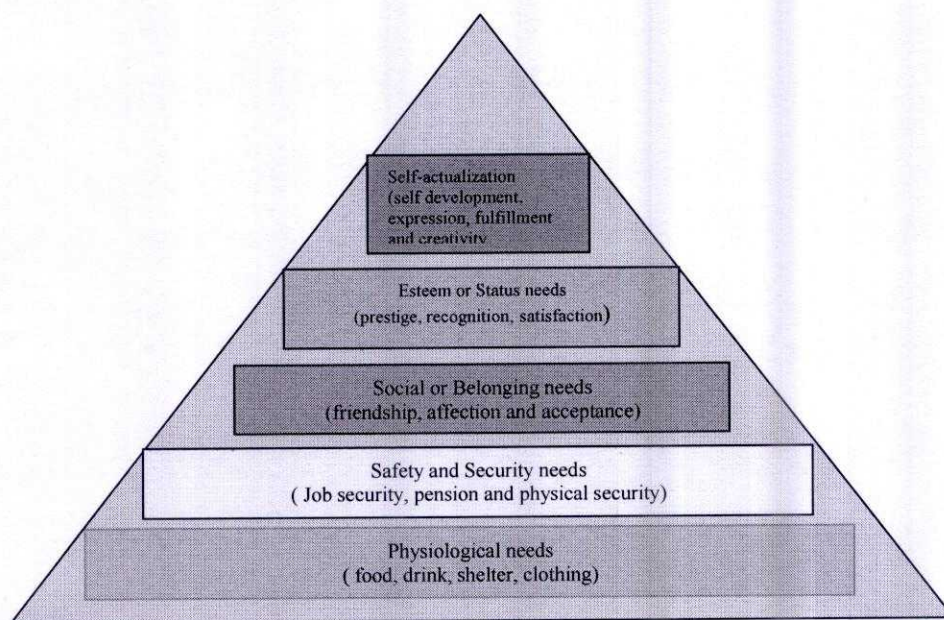 Self-actualization
(self development,
expression, fulfillment
and creativity
Esteem or Status needs
(prestige, recognition, satisfaction)
Social or Belonging needs
(friendship, affection and acceptance)
Safety and Security needs
( Job security, pension and physical security)
Physiological needs
( food, drink, shelter, clothing)